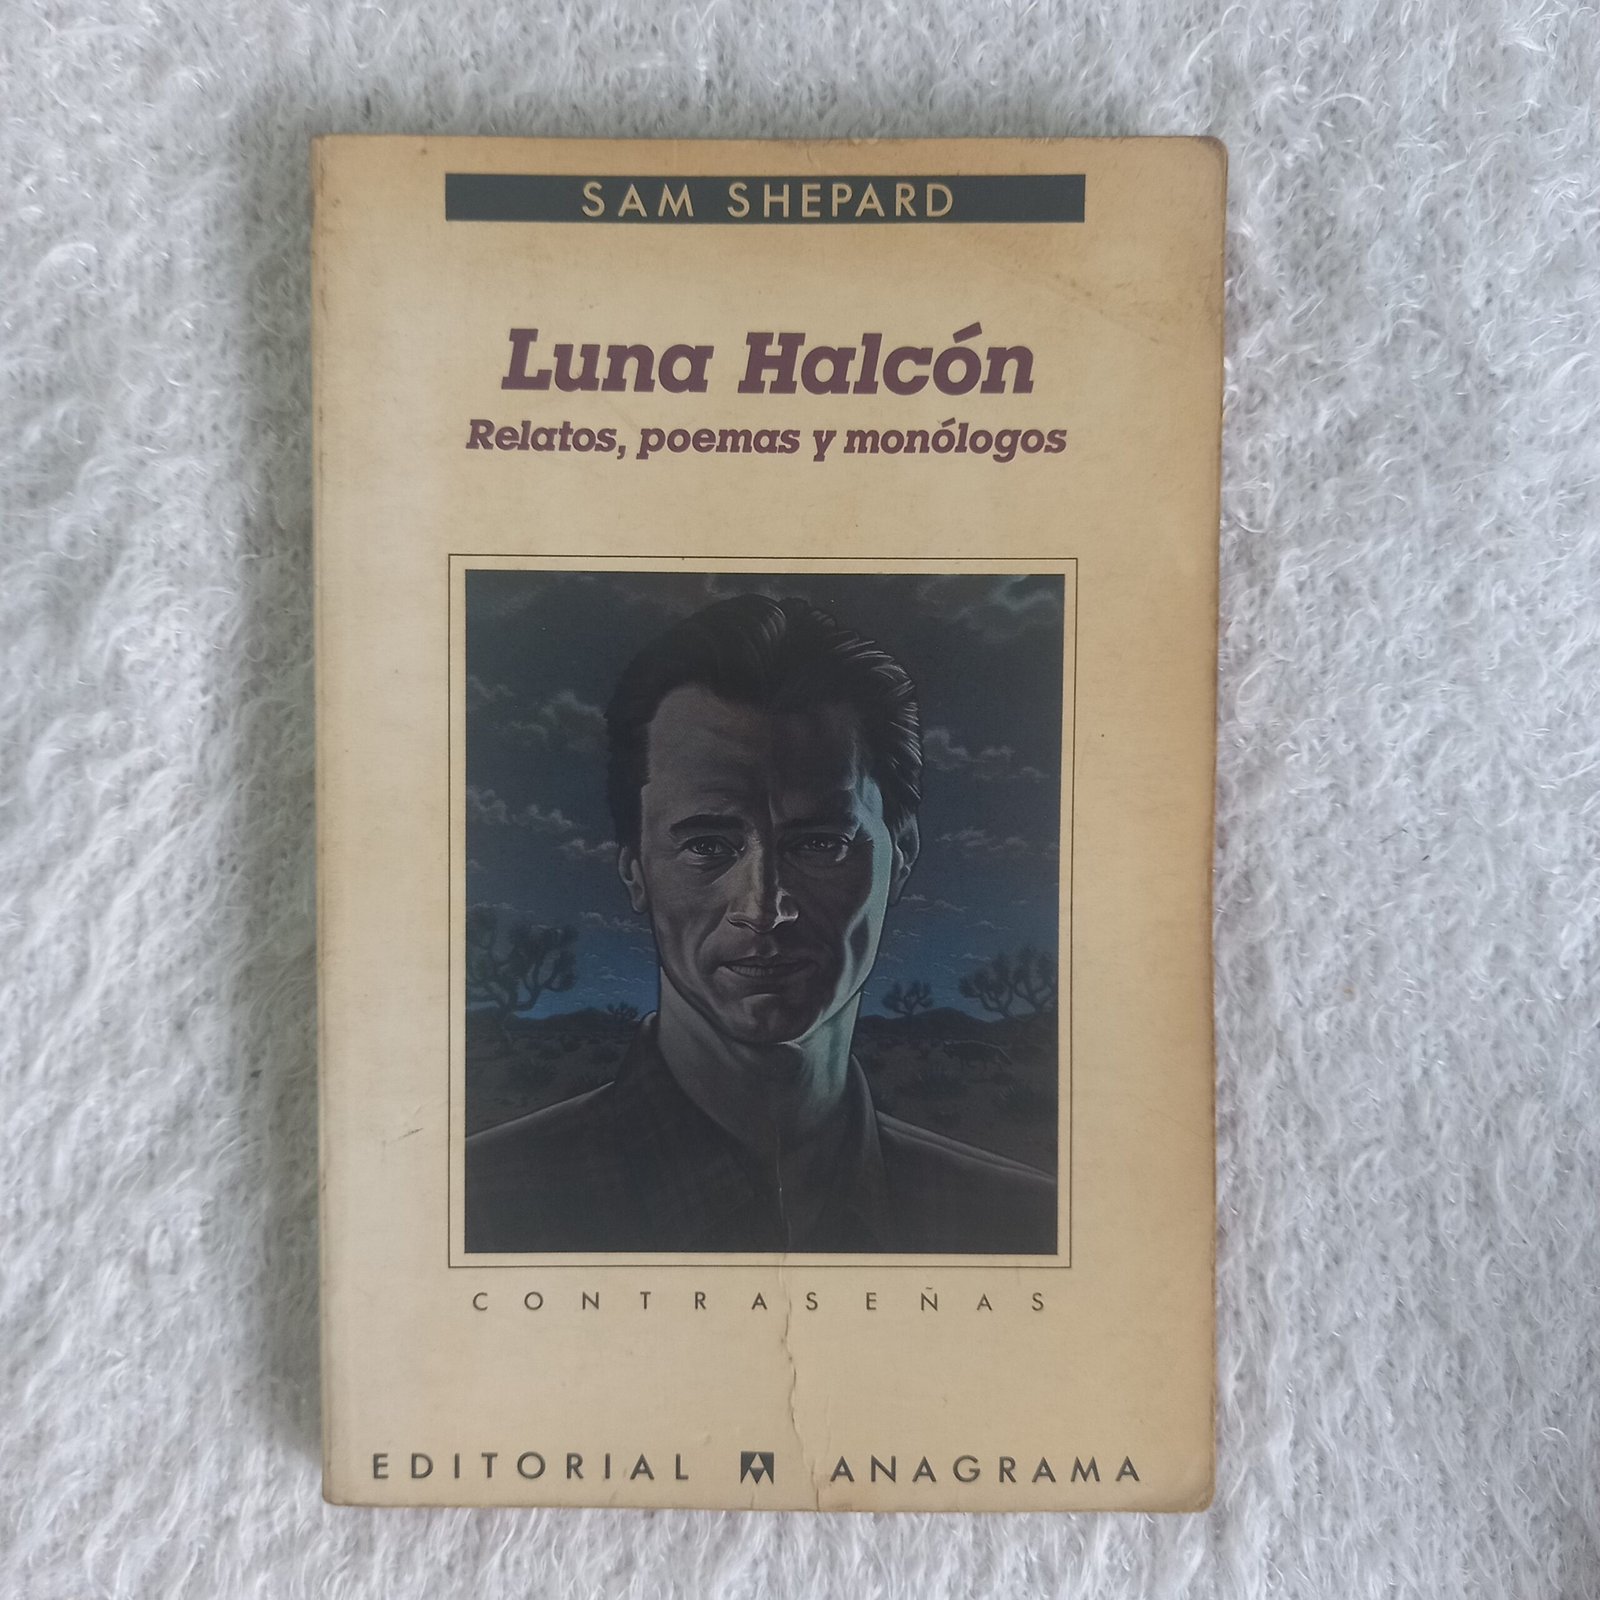 SAM SHEPARD
Luna Halcón
Relatos, poemas y monólogos
CONTRASEÑAS
EDITORIAL ANAGRAMA